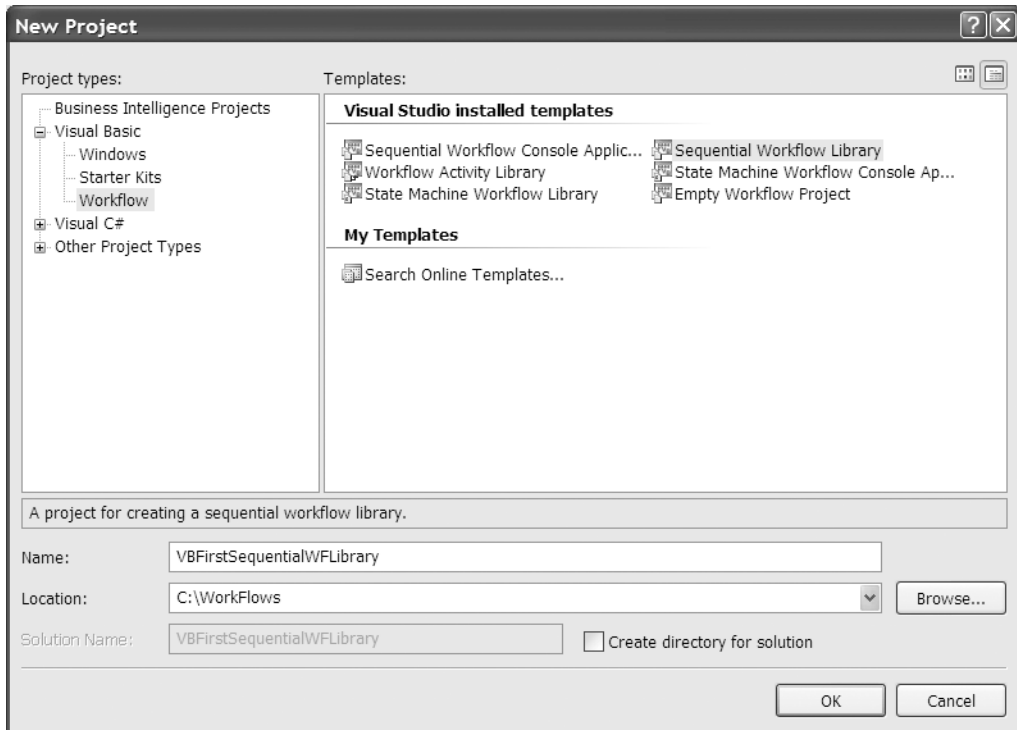 New Project
Project types:
Templates:
Business Intelligence Projects
Visual Basic
Windows
Starter Kits
Workflow
Visual C#
Other Project Types
Visual Studio installed templates
Sequential Workflow Console Applic...
Sequential Workflow Library
Workflow Activity Library
State Machine Workflow Console Ap...
State Machine Workflow Library
Empty Workflow Project
My Templates
Search Online Templates...
A project for creating a sequential workflow library.
Name:
VBFirstSequentialWFLibrary
Location:
C:\WorkFlows
Browse...
Solution Name:
VBFirstSequentialWFLibrary
Create directory for solution
OK
Cancel